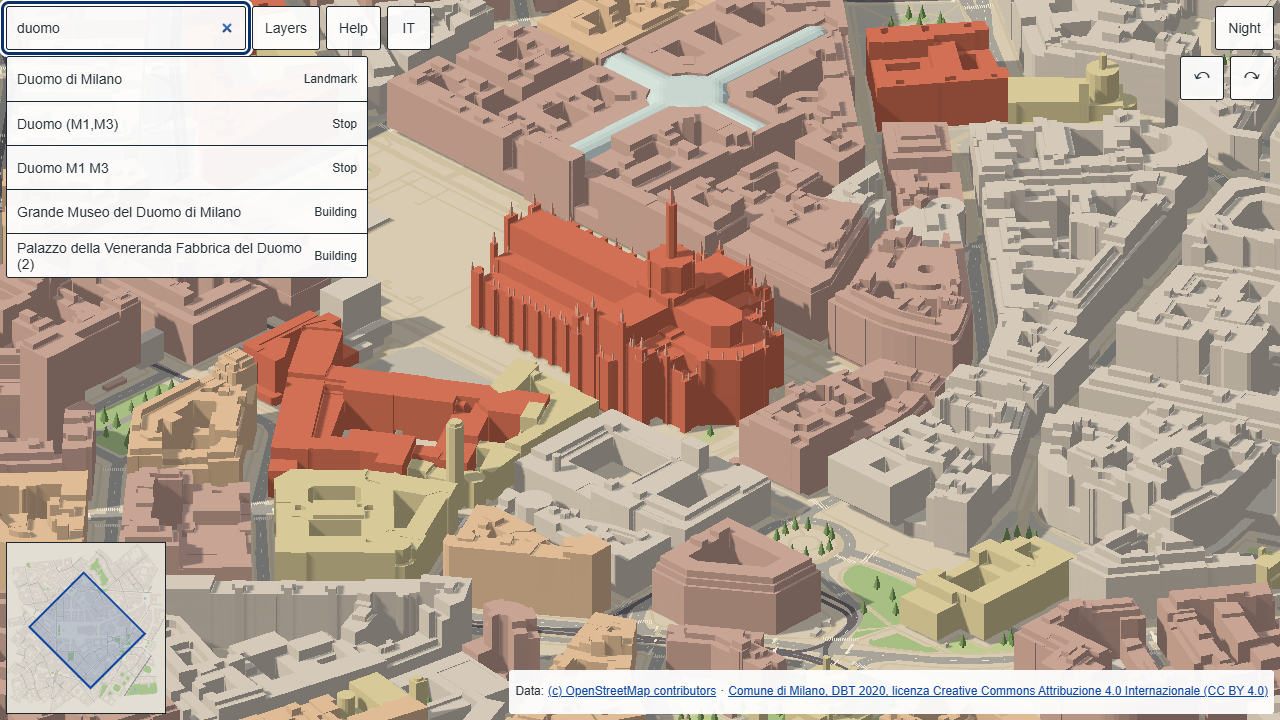 duomo
Layers
Help
IT
Night
Duomo di Milano Landmark
Duomo (M1,M3) Stop
Duomo M1 M3 Stop
Grande Museo del Duomo di Milano Building
Palazzo della Veneranda Fabbrica del Duomo
(2) Building
Data: (c) OpenStreetMap contributors · Comune di Milano, DBT 2020, licenza Creative Commons Attribuzione 4.0 Internazionale (CC BY 4.0)